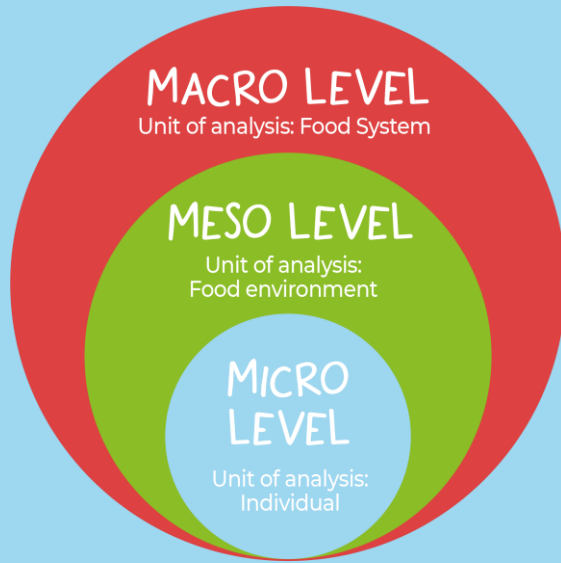 MACRO LEVEL
Unit of analysis: Food System
MESO LEVEL
Unit of analysis:
Food environment
MICRO
LEVEL
Unit of analysis:
Individual